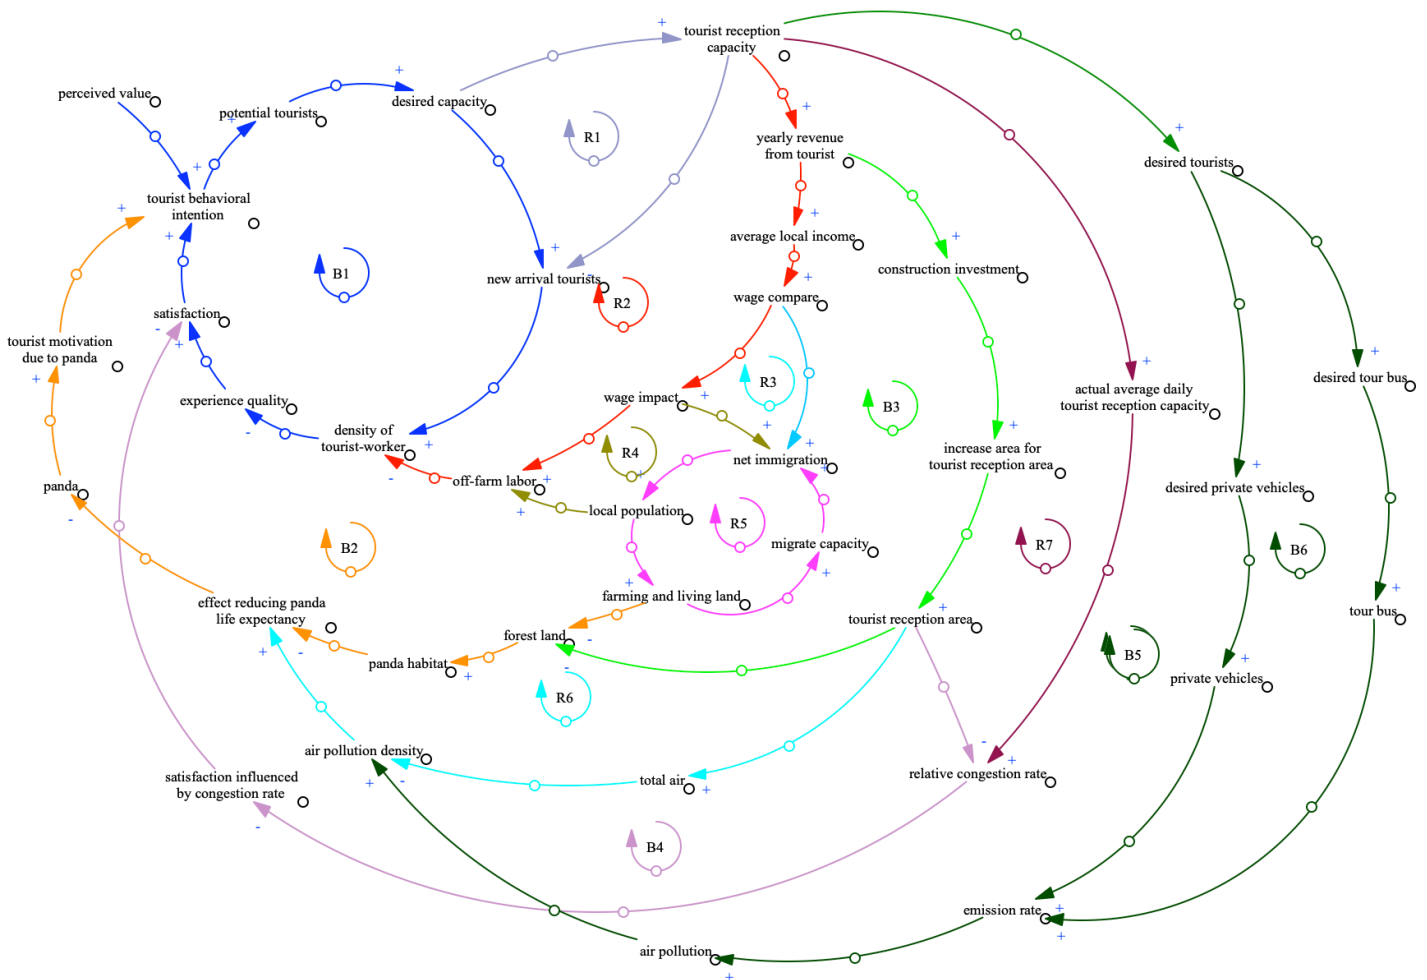 tourist reception
capacity
+
+
perceived value
potential tourists
desired capacity
+
+
R1
yearly revenue
from tourist
+
desired tourists
+
tourist behavioral
intention
+
+
+
average local income
+
construction investment
+
B1
new arrival tourists
+
-
R2
wage compare
+
satisfaction
-
+
tourist motivation
due to panda
+
desired tour bus
+
actual average daily
tourist reception capacity
+
R3
B3
experience quality
-
wage impact
+
density of
tourist-worker
+
-
R4
net immigration
+
+
+
increase area for
tourist reception area
+
panda
-
off-farm labor
+
+
desired private vehicles
+
local population
+
R5
migrate capacity
+
R7
B6
B2
effect reducing panda
life expectancy
-
+
farming and living land
+
tourist reception area
+
tour bus
+
forest land
-
-
panda habitat
+
B5
private vehicles
+
R6
air pollution density
-
+
satisfaction influenced
by congestion rate
-
total air
+
relative congestion rate
-
+
B4
emission rate
+
+
air pollution
+